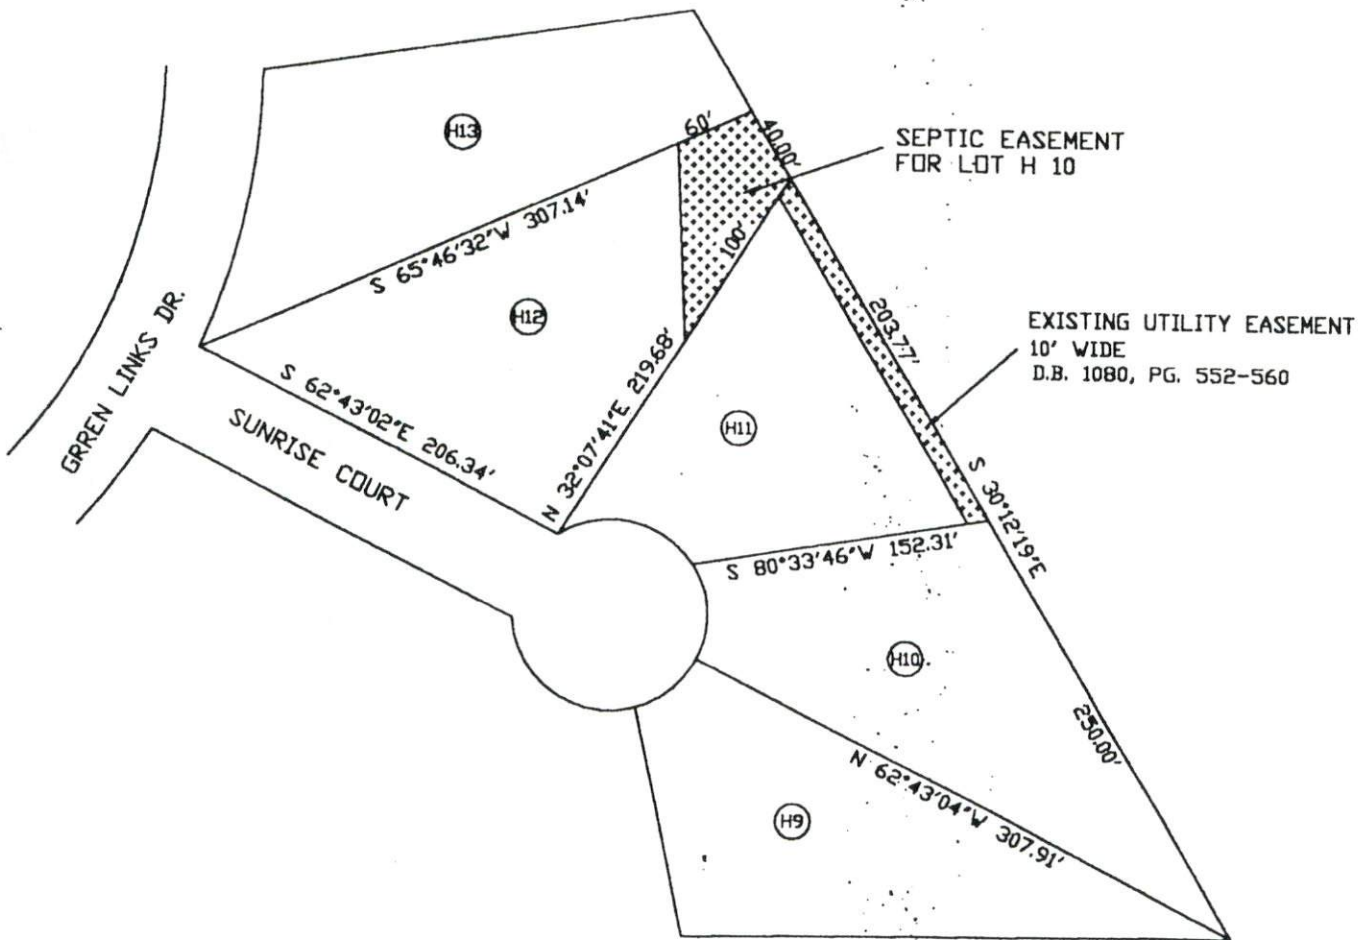 H13
60'
40.00'
SEPTIC EASEMENT
FOR LOT H 10
S 65°46'32"W 307.14'
100'
H12
203.77'
EXISTING UTILITY EASEMENT
10' WIDE
D.B. 1080, PG. 552-560
GRREN LINKS DR.
S 62°43'02"E 206.34'
SUNRISE COURT
N 32°07'41"E 219.68'
H11
S 30°12'19"E
S 80°33'46"W 152.31'
H10
250.00'
N 62°43'04"W 307.91'
H9